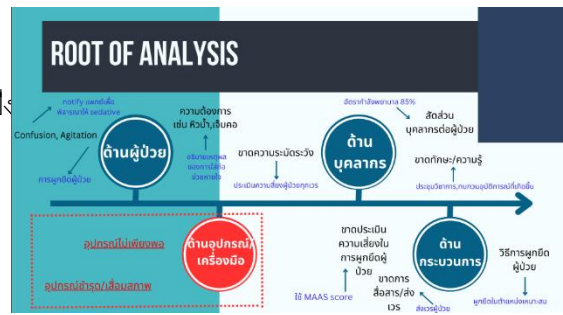 ROOT OF ANALYSIS
notify แพทย์เพื่อ
พิจารณาให้ sedative
Confusion, Agitation
การผูกยึดผู้ป่วย
ด้านผู้ป่วย
ความต้องการ
เช่น หิวน้ำ,เจ็บคอ
อธิบายเหตุผล
ของการใส่ท่อ
ช่วยหายใจ
ขาดความระมัดระวัง
ประเมินความเสี่ยงผู้ป่วยทุกเวร
อัตรากำลังพยาบาล 85%
ด้าน
บุคลากร
สัดส่วน
บุคลากรต่อผู้ป่วย
ขาดทักษะ/ความรู้
ประชุมวิชาการ,ทบทวนอุบัติการณ์ที่เกิดขึ้น
อุปกรณ์ไม่เพียงพอ
อุปกรณ์ชำรุด/เสื่อมสภาพ
ด้านอุปกรณ์/
เครื่องมือ
ขาดประเมิน
ความเสี่ยงใน
การผูกยึดผู้
ป่วย
ใช้ MAAS score
ขาดการ
สื่อสาร/ส่ง
เวร
ส่งเวรผู้ป่วย
ด้าน
กระบวนการ
วิธีการผูกยึด
ผู้ป่วย
ผูกยึดในตำแหน่งเหมาะสม